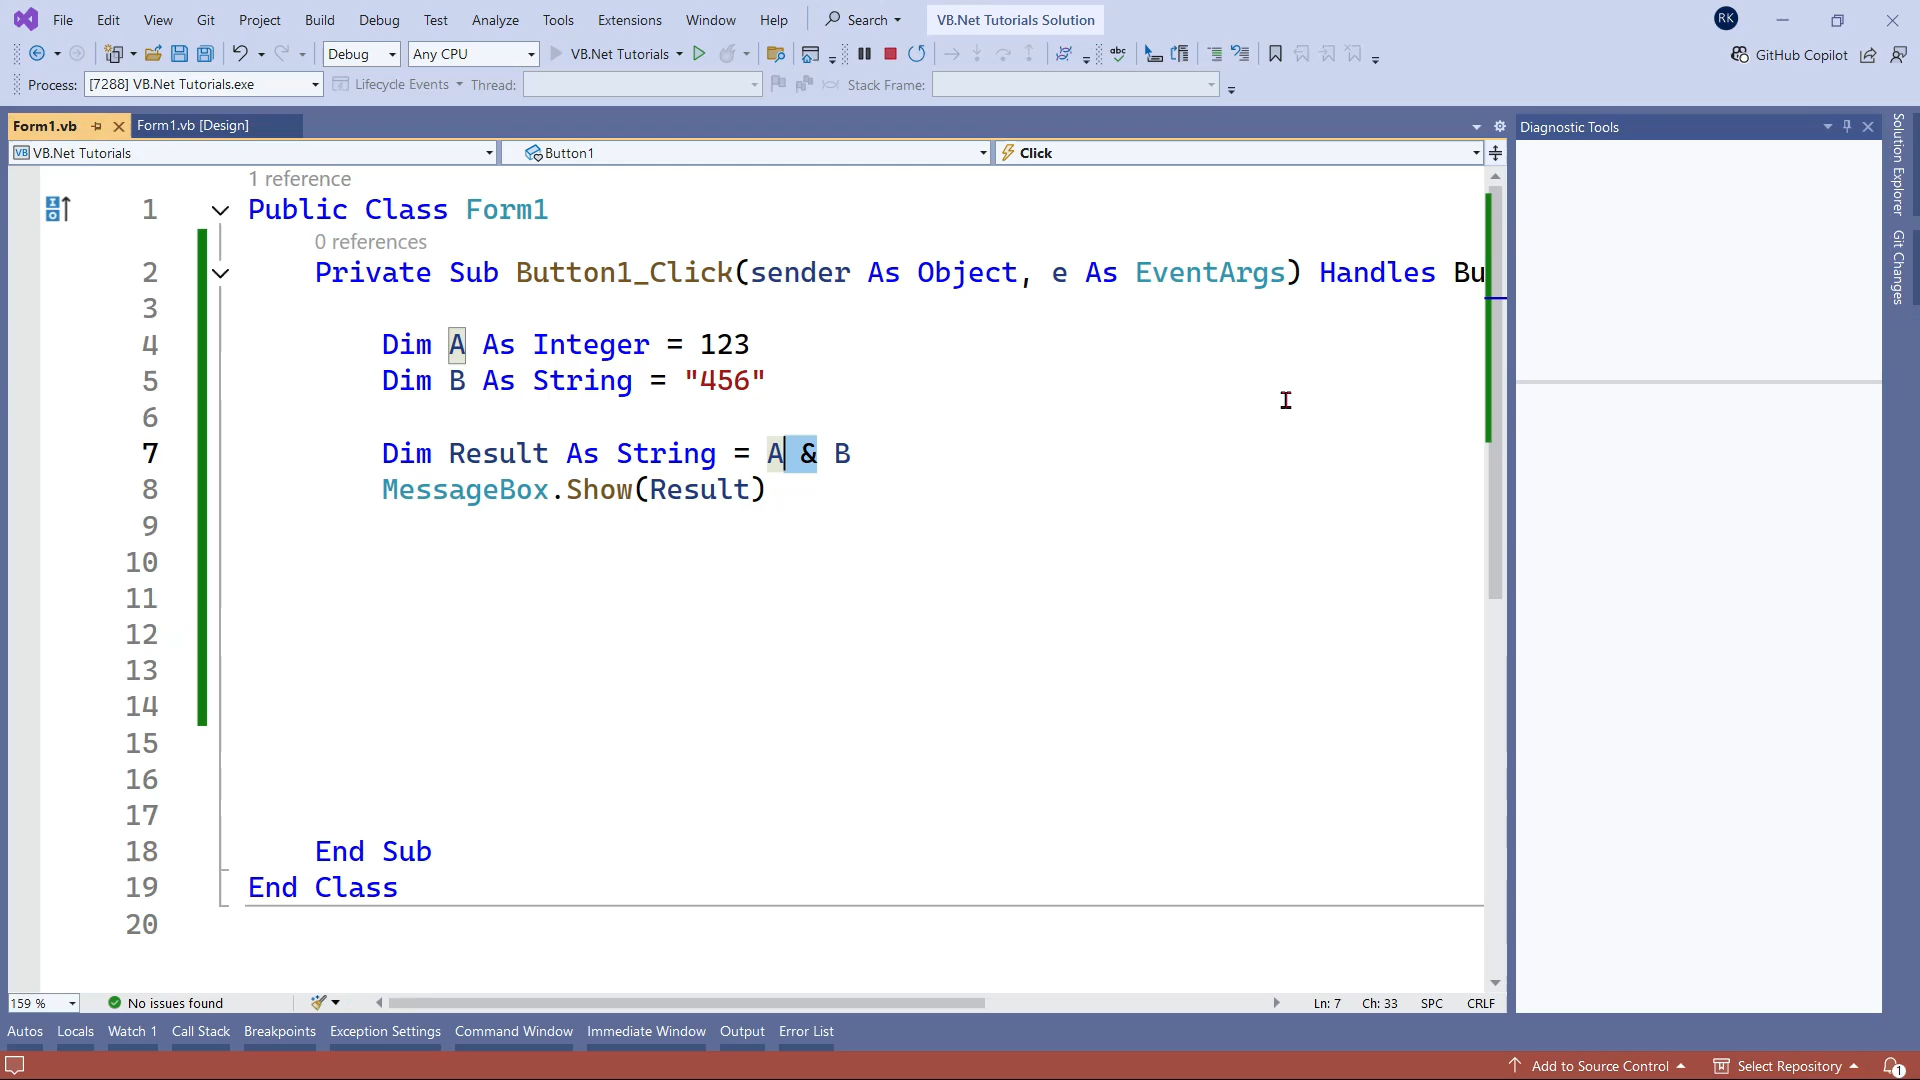 File Edit View Git Project Build Debug Test Analyze Tools Extensions Window Help Search VB.Net Tutorials Solution RK
Debug Any CPU VB.Net Tutorials GitHub Copilot
Process: [7288] VB.Net Tutorials.exe Lifecycle Events Thread: Stack Frame:
Form1.vb Form1.vb [Design] Diagnostic Tools
VB VB.Net Tutorials Button1 Click
1 reference
1 Public Class Form1
0 references
2 Private Sub Button1_Click(sender As Object, e As EventArgs) Handles Bu
3
4 Dim A As Integer = 123
5 Dim B As String = "456"
6
7 Dim Result As String = A & B
8 MessageBox.Show(Result)
9
10
11
12
13
14
15
16
17
18 End Sub
19 End Class
20
Solution Explorer
Git Changes
159 % No issues found Ln: 7 Ch: 33 SPC CRLF
Autos Locals Watch 1 Call Stack Breakpoints Exception Settings Command Window Immediate Window Output Error List
Add to Source Control Select Repository 1